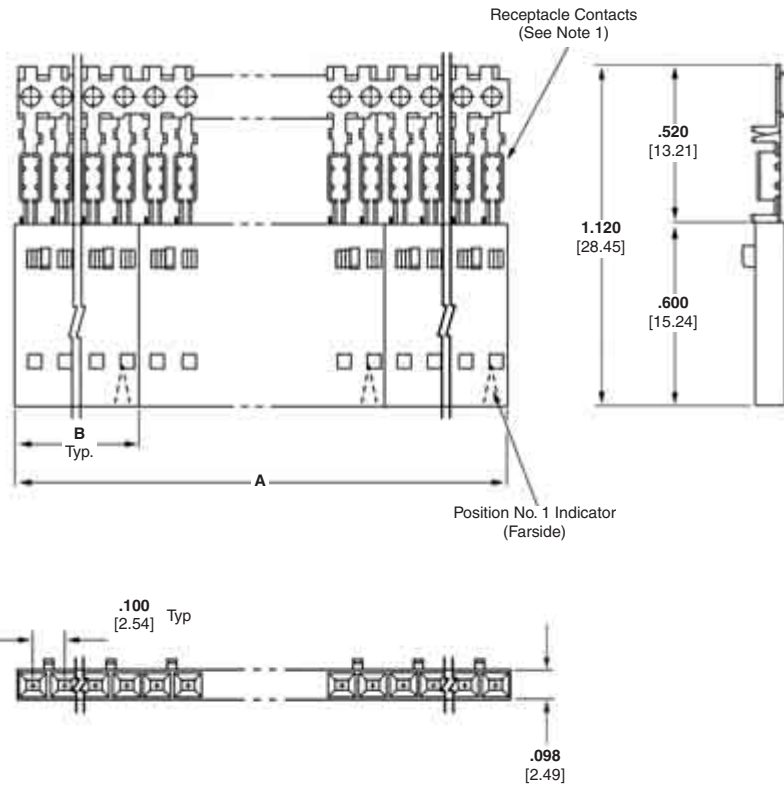 Receptacle Contacts
(See Note 1)
.520
[13.21]
1.120
[28.45]
.600
[15.24]
B
Typ.
A
Position No. 1 Indicator
(Farside)
.100
[2.54]
Typ
.098
[2.49]